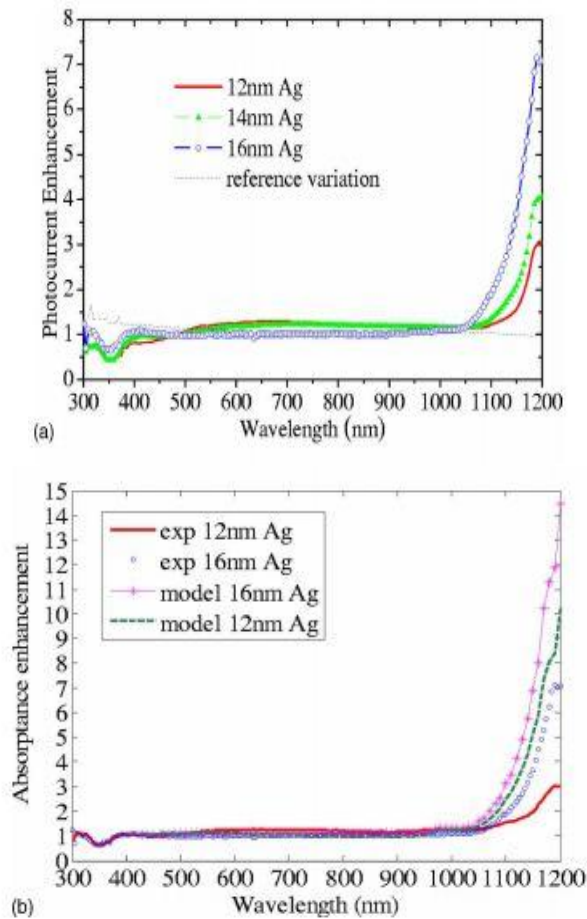 8
7
6
5
4
3
2
1
0
Photocurrent Enhancement
12nm Ag
14nm Ag
16nm Ag
reference variation
300 400 500 600 700 800 900 1000 1100 1200
Wavelength (nm)
(a)
15
14
13
12
11
10
9
8
7
6
5
4
3
2
1
0
Absorptance enhancement
exp 12nm Ag
exp 16nm Ag
model 16nm Ag
model 12nm Ag
300 400 500 600 700 800 900 1000 1100 1200
Wavelength (nm)
(b)